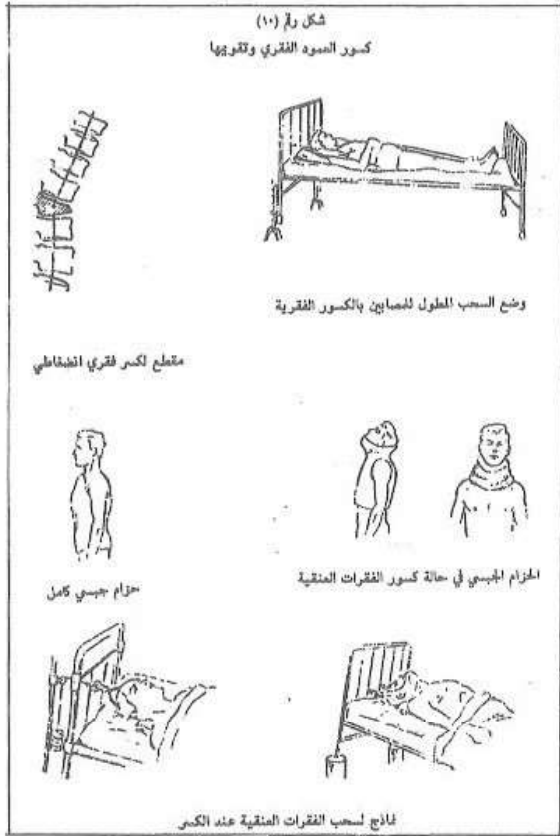 شكل رقم (١٠)
كسور العمود الفقري وتقويمها
وضع السحب المطول للمصابين بالكسور الفقرية
مقطع لكسر فقري انضغاطي
الحزام الجبسي في حالة كسور الفقرات العنقية
حزام جبسي كامل
نماذج لسحب الفقرات العنقية عند الكسر